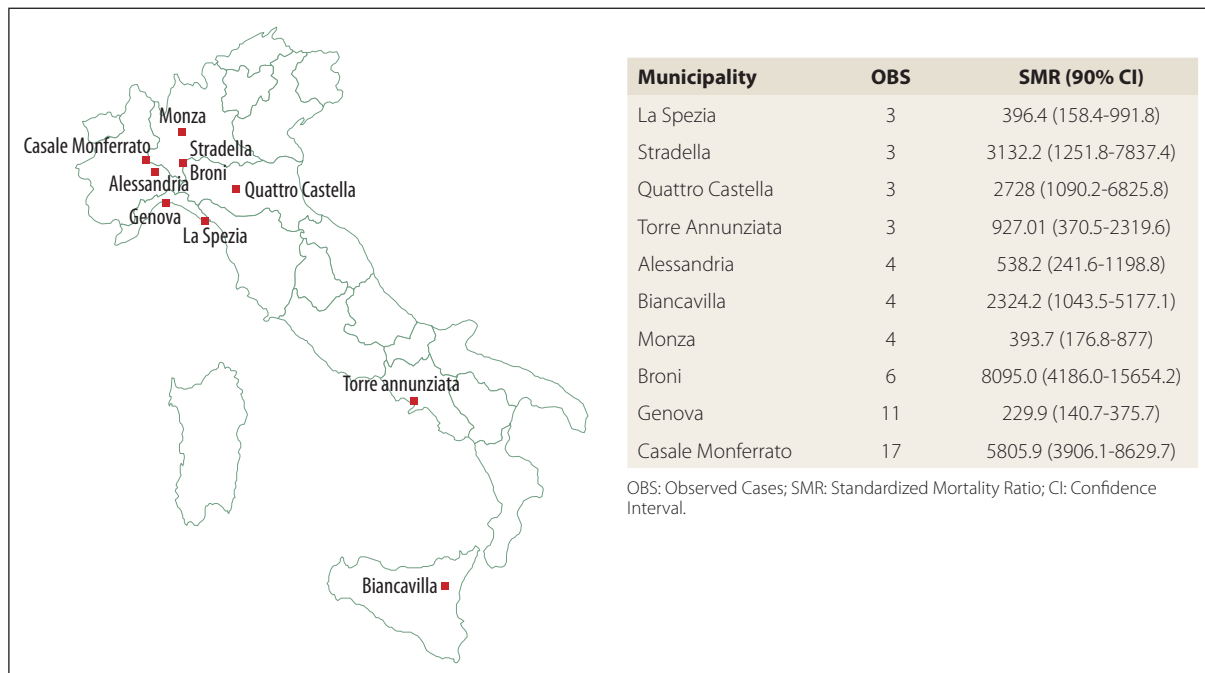 Monza
Casale Monferrato
Stradella
Broni
Alessandria
Quattro Castella
Genova
La Spezia
Torre annunziata
Biancavilla
Municipality OBS SMR (90% CI)
La Spezia 3 396.4 (158.4-991.8)
Stradella 3 3132.2 (1251.8-7837.4)
Quattro Castella 3 2728 (1090.2-6825.8)
Torre Annunziata 3 927.01 (370.5-2319.6)
Alessandria 4 538.2 (241.6-1198.8)
Biancavilla 4 2324.2 (1043.5-5177.1)
Monza 4 393.7 (176.8-877)
Broni 6 8095.0 (4186.0-15654.2)
Genova 11 229.9 (140.7-375.7)
Casale Monferrato 17 5805.9 (3906.1-8629.7)
OBS: Observed Cases; SMR: Standardized Mortality Ratio; CI: Confidence
Interval.